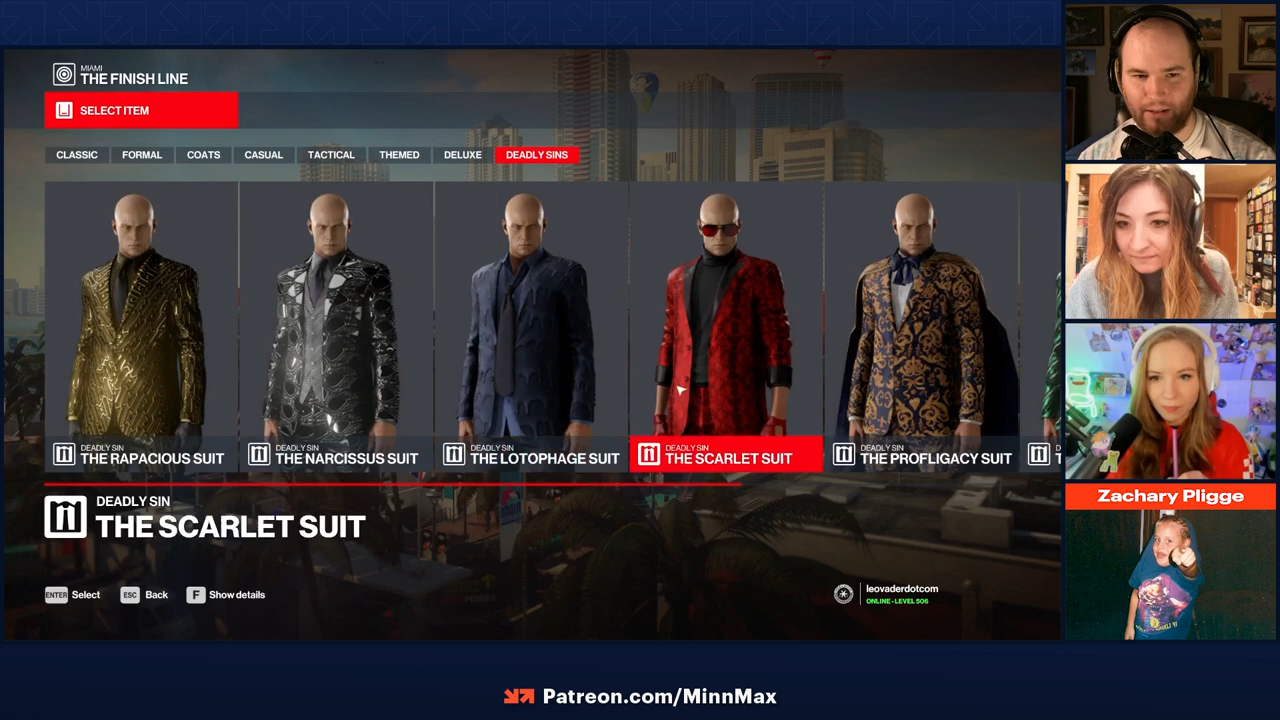 MIAMI
THE FINISH LINE
SELECT ITEM
CLASSIC FORMAL COATS CASUAL TACTICAL THEMED DELUXE DEADLY SINS
DEADLY SIN
THE RAPACIOUS SUIT
DEADLY SIN
THE NARCISSUS SUIT
DEADLY SIN
THE LOTOPHAGE SUIT
DEADLY SIN
THE SCARLET SUIT
DEADLY SIN
THE PROFLIGACY SUIT
DEADLY SIN
THE SCARLET SUIT
ENTER Select ESC Back F Show details
leovaderdotcom
ONLINE - LEVEL 506
Zachary Pligge
Patreon.com/MinnMax